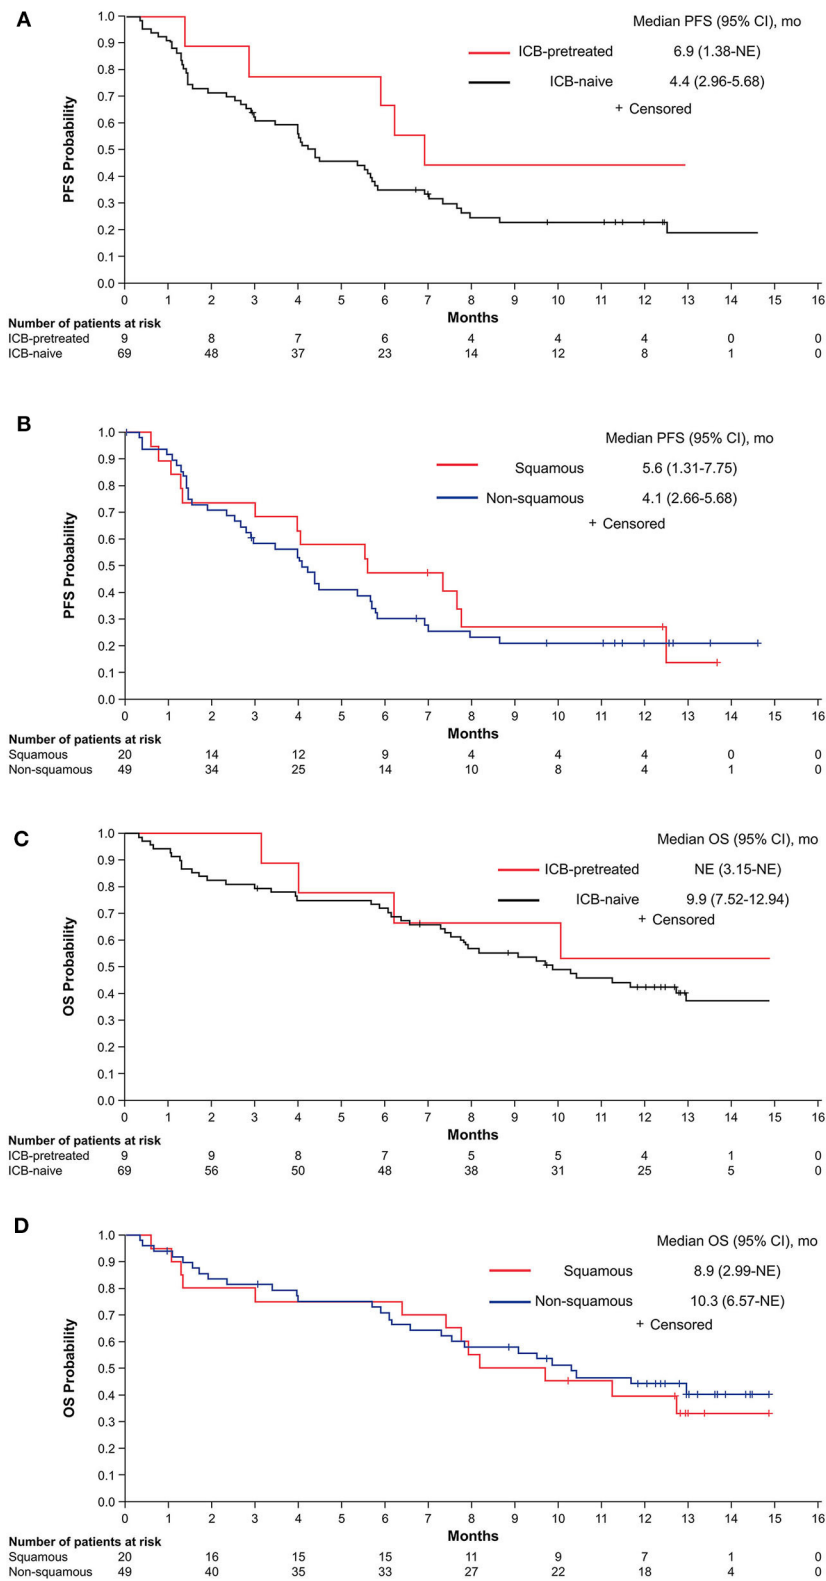 A
Median PFS (95% CI), mo
ICB-pretreated 6.9 (1.38-NE)
ICB-naive 4.4 (2.96-5.68)
+ Censored
PFS Probability
1.0
0.9
0.8
0.7
0.6
0.5
0.4
0.3
0.2
0.1
0.0
0 1 2 3 4 5 6 7 8 9 10 11 12 13 14 15 16
Months
Number of patients at risk
ICB-pretreated 9 8 7 6 4 4 4 0 0
ICB-naive 69 48 37 23 14 12 8 1 0
B
Median PFS (95% CI), mo
Squamous 5.6 (1.31-7.75)
Non-squamous 4.1 (2.66-5.68)
+ Censored
PFS Probability
1.0
0.9
0.8
0.7
0.6
0.5
0.4
0.3
0.2
0.1
0.0
0 1 2 3 4 5 6 7 8 9 10 11 12 13 14 15 16
Months
Number of patients at risk
Squamous 20 14 12 9 4 4 4 0 0
Non-squamous 49 34 25 14 10 8 4 1 0
C
Median OS (95% CI), mo
ICB-pretreated NE (3.15-NE)
ICB-naive 9.9 (7.52-12.94)
+ Censored
OS Probability
1.0
0.9
0.8
0.7
0.6
0.5
0.4
0.3
0.2
0.1
0.0
0 1 2 3 4 5 6 7 8 9 10 11 12 13 14 15 16
Months
Number of patients at risk
ICB-pretreated 9 9 8 7 5 5 4 1 0
ICB-naive 69 56 50 48 38 31 25 5 0
D
Median OS (95% CI), mo
Squamous 8.9 (2.99-NE)
Non-squamous 10.3 (6.57-NE)
+ Censored
OS Probability
1.0
0.9
0.8
0.7
0.6
0.5
0.4
0.3
0.2
0.1
0.0
0 1 2 3 4 5 6 7 8 9 10 11 12 13 14 15 16
Months
Number of patients at risk
Squamous 20 16 15 15 11 9 7 1 0
Non-squamous 49 40 35 33 27 22 18 4 0